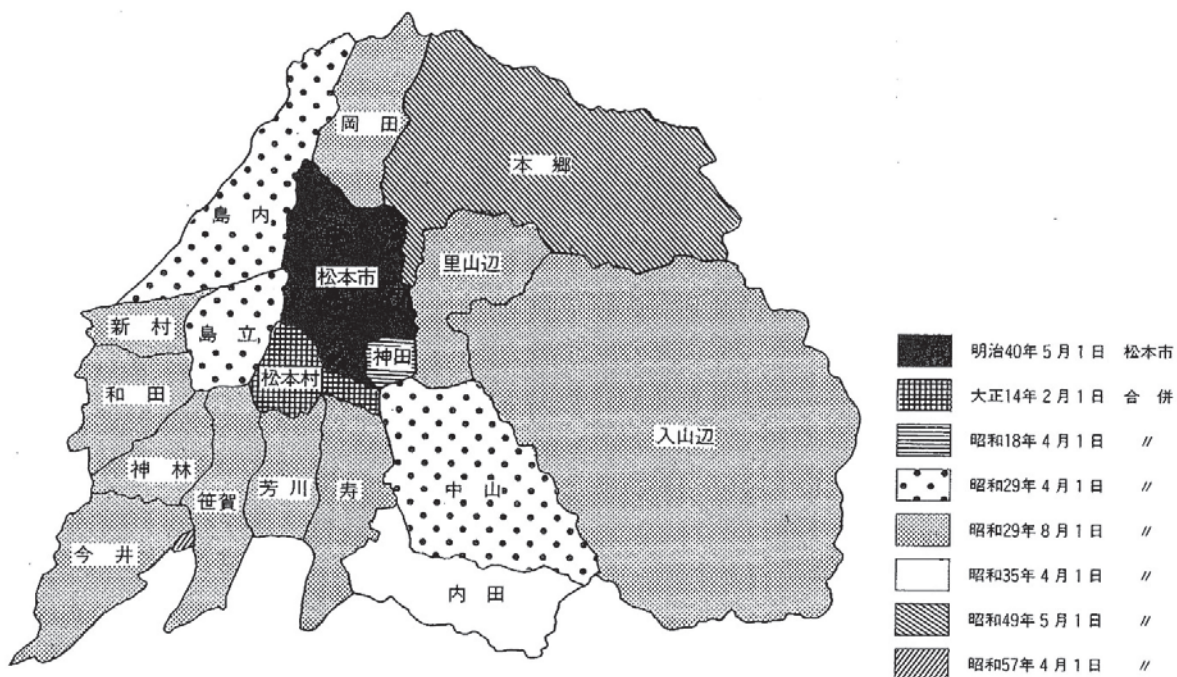 岡田
本郷
島内
松本市
里山辺
新村
島立
神田
松本村
和田
入山辺
神林
笹賀
芳川
寿
中山
今井
内田
明治40年5月1日 松本市
大正14年2月1日 合併
昭和18年4月1日 〃
昭和29年4月1日 〃
昭和29年8月1日 〃
昭和35年4月1日 〃
昭和49年5月1日 〃
昭和57年4月1日 〃